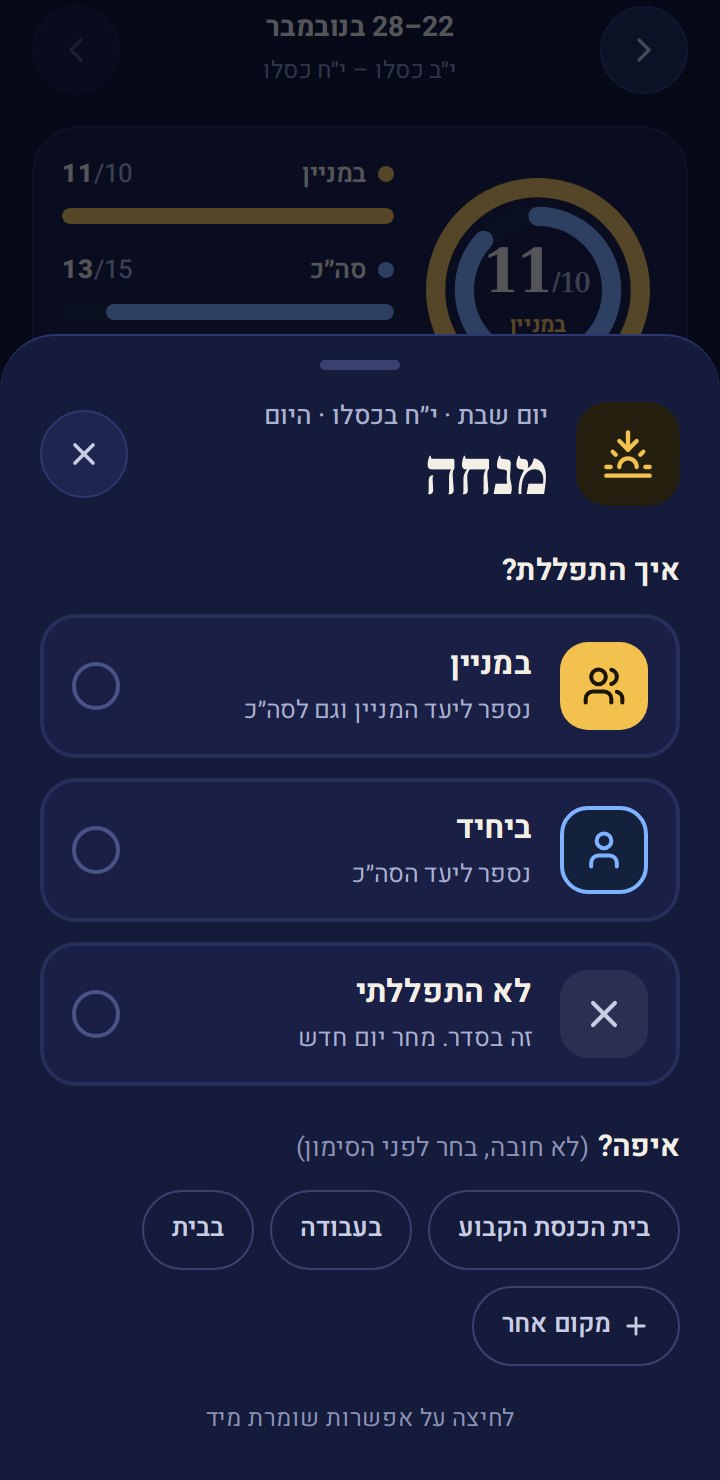 22–28 בנובמבר
י״ב כסלו – י״ח כסלו
במניין
11/10
סה״כ
13/15
11/10
במניין
יום שבת · י״ח בכסלו · היום
מנחה
איך התפללת?
במניין
נספר ליעד המניין וגם לסה״כ
ביחיד
נספר ליעד הסה״כ
לא התפללתי
זה בסדר. מחר יום חדש
איפה? (לא חובה, בחר לפני הסימון)
בית הכנסת הקבוע
בעבודה
בבית
+ מקום אחר
לחיצה על אפשרות שומרת מיד